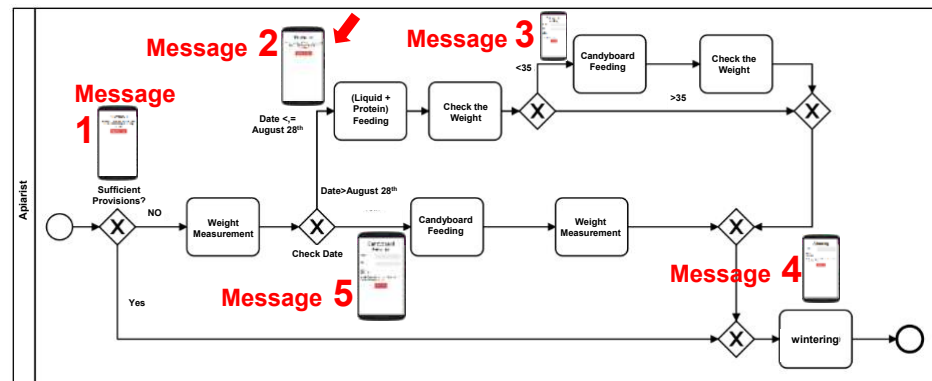 Message 1
Message 2
Message 3
<35
Candyboard
Feeding
Check the
Weight
>35
(Liquid +
Protein)
Feeding
Check the
Weight
X
X
Date <,=
August 28th
Sufficient
Provisions?
Date>August 28th
Apiarist
X
NO
Weight
Measurement
X
Check Date
Candyboard
Feeding
Weight
Measurement
X
Message 4
Message 5
Yes
X
wintering